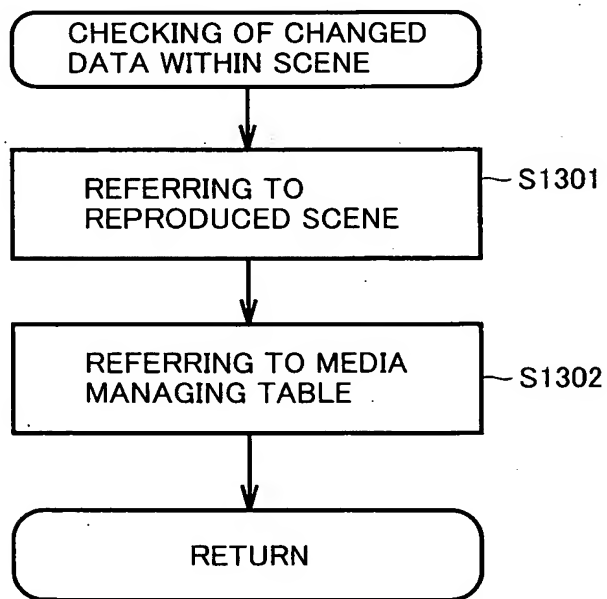 CHECKING OF CHANGED
DATA WITHIN SCENE
REFERRING TO
REPRODUCED SCENE
S1301
REFERRING TO MEDIA
MANAGING TABLE
S1302
RETURN